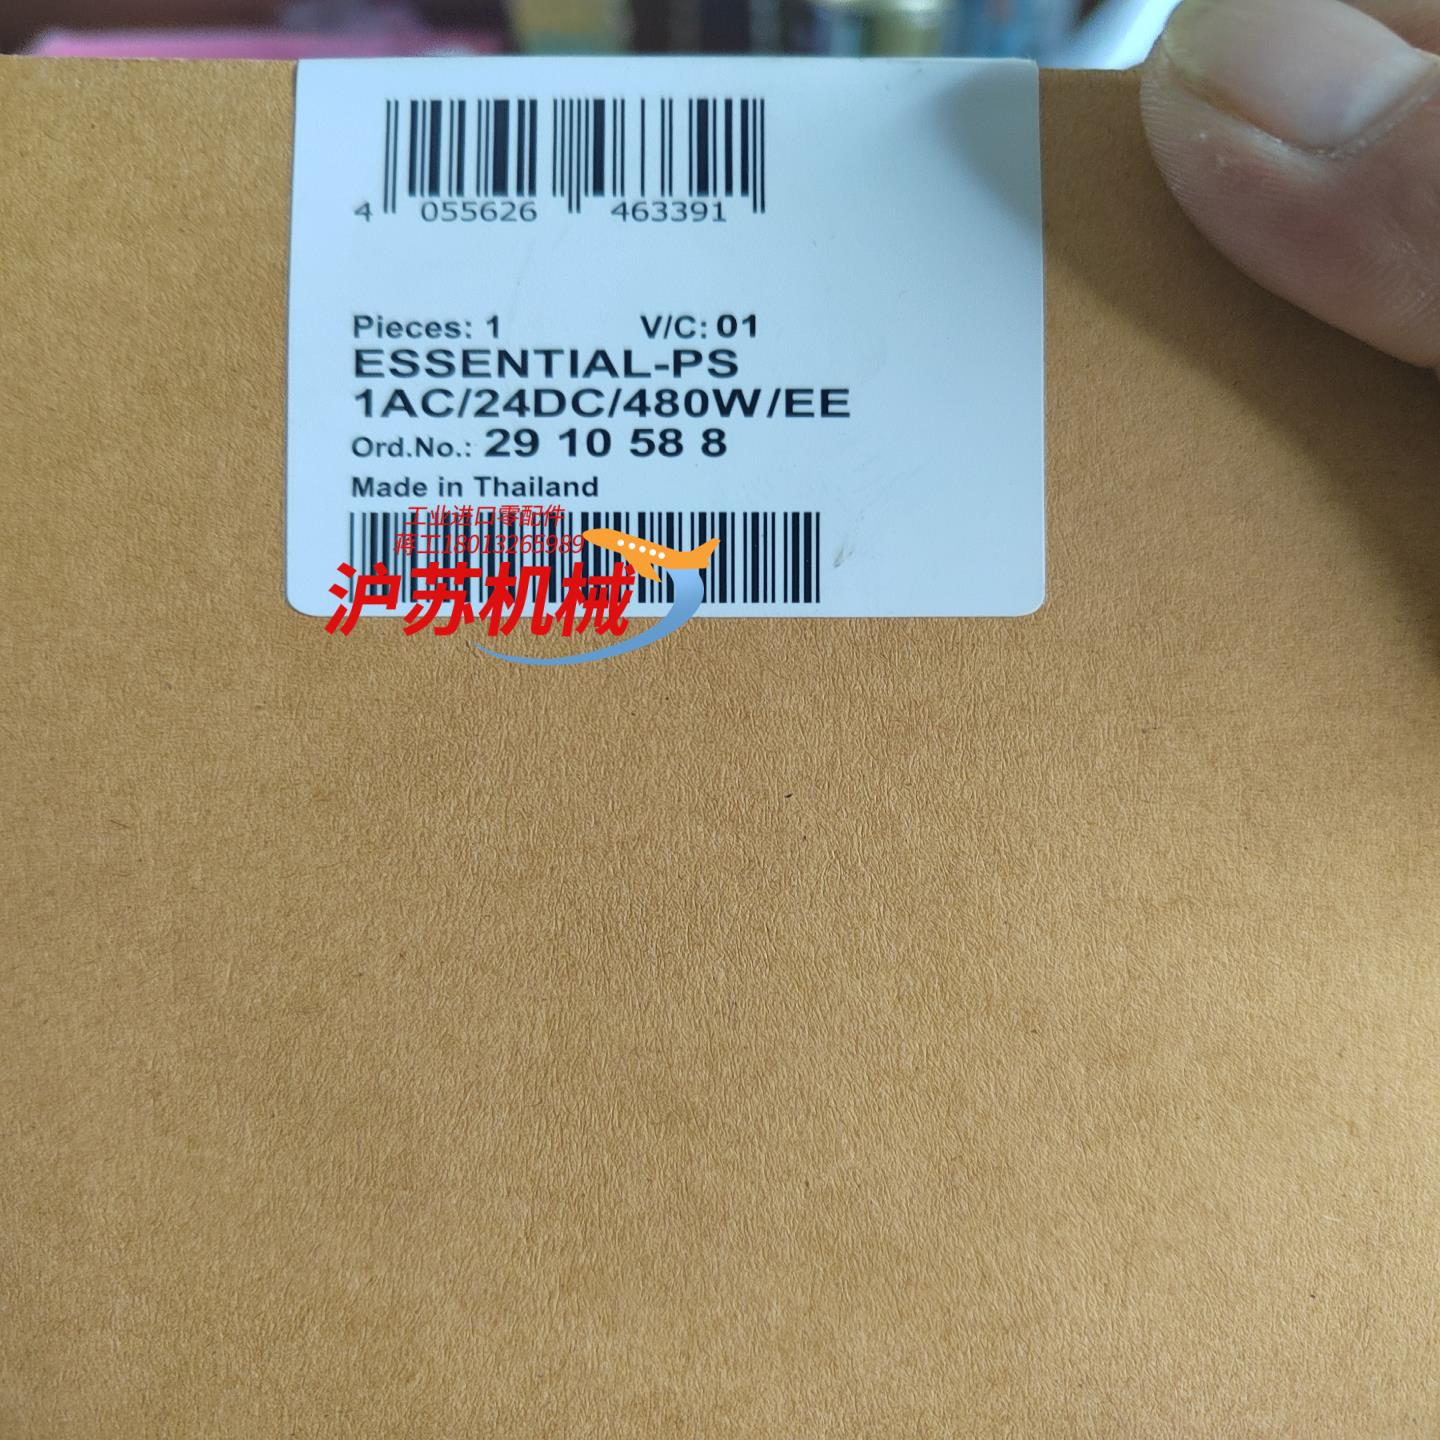 4 055626 463391
Pieces: 1 V/C: 01
ESSENTIAL-PS
1AC/24DC/480W/EE
Ord.No.: 29 10 58 8
Made in Thailand
工业进口零配件
蒋工18013265989
沪苏机械